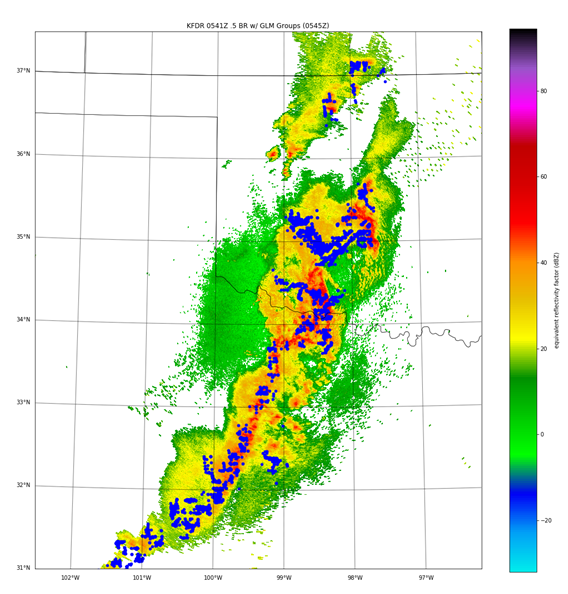 KFDR 0541Z .5 BR w/ GLM Groups (0545Z)
37°N
36°N
35°N
34°N
33°N
32°N
31°N
102°W 101°W 100°W 99°W 98°W 97°W
80
60
40
20
0
−20
equivalent reflectivity factor (dBZ)